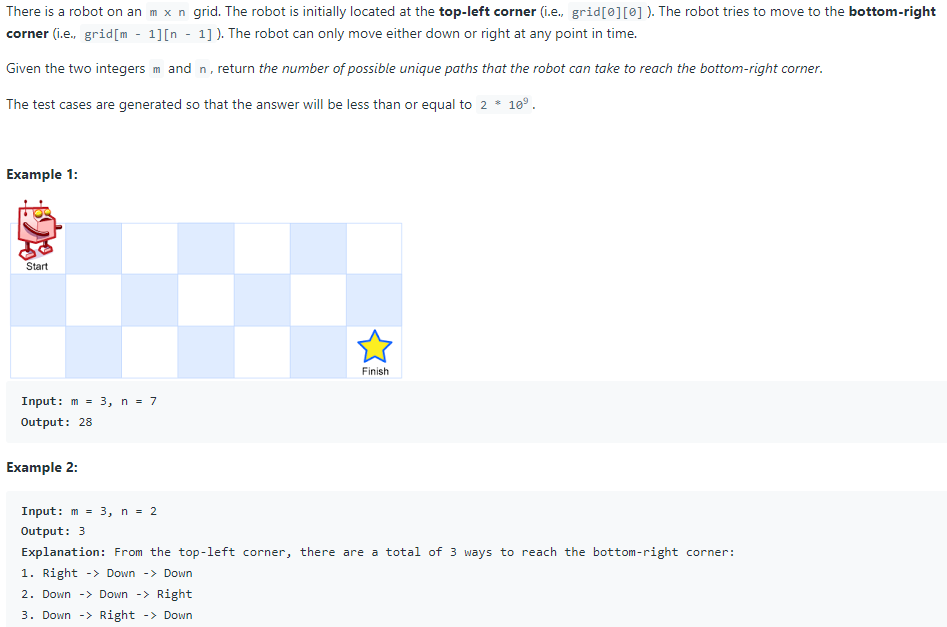 There is a robot on an m x n grid. The robot is initially located at the top-left corner (i.e., grid[0][0] ). The robot tries to move to the bottom-right
corner (i.e., grid[m - 1][n - 1] ). The robot can only move either down or right at any point in time.
Given the two integers m and n, return the number of possible unique paths that the robot can take to reach the bottom-right corner.
The test cases are generated so that the answer will be less than or equal to 2 * 10⁹ .
Example 1:
Start
Finish
Input: m = 3, n = 7
Output: 28
Example 2:
Input: m = 3, n = 2
Output: 3
Explanation: From the top-left corner, there are a total of 3 ways to reach the bottom-right corner:
1. Right -> Down -> Down
2. Down -> Down -> Right
3. Down -> Right -> Down